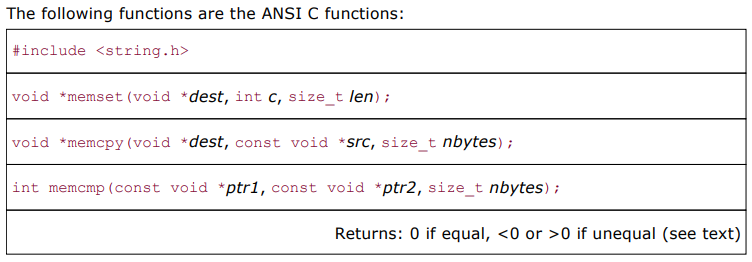 The following functions are the ANSI C functions:
#include <string.h>
void *memset(void *dest, int c, size_t len);
void *memcpy(void *dest, const void *src, size_t nbytes);
int memcmp(const void *ptr1, const void *ptr2, size_t nbytes);
Returns: 0 if equal, <0 or >0 if unequal (see text)